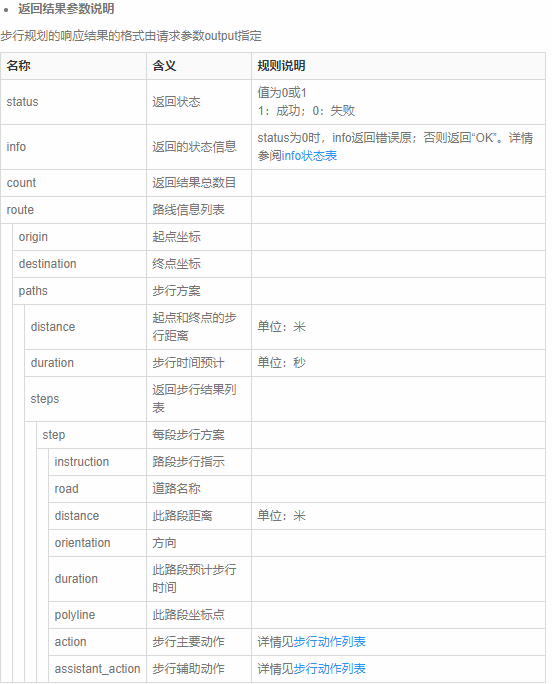 返回结果参数说明
步行规划的响应结果的格式由请求参数output指定
名称 含义 规则说明
status 返回状态 值为0或1
1：成功；0：失败
info 返回的状态信息 status为0时，info返回错误原；否则返回“OK”。详情
参阅info状态表
count 返回结果总数目
route 路线信息列表
origin 起点坐标
destination 终点坐标
paths 步行方案
distance 起点和终点的步
行距离 单位：米
duration 步行时间预计 单位：秒
steps 返回步行结果列
表
step 每段步行方案
instruction 路段步行指示
road 道路名称
distance 此路段距离 单位：米
orientation 方向
duration 此路段预计步行
时间
polyline 此路段坐标点
action 步行主要动作 详情见步行动作列表
assistant_action 步行辅助动作 详情见步行动作列表